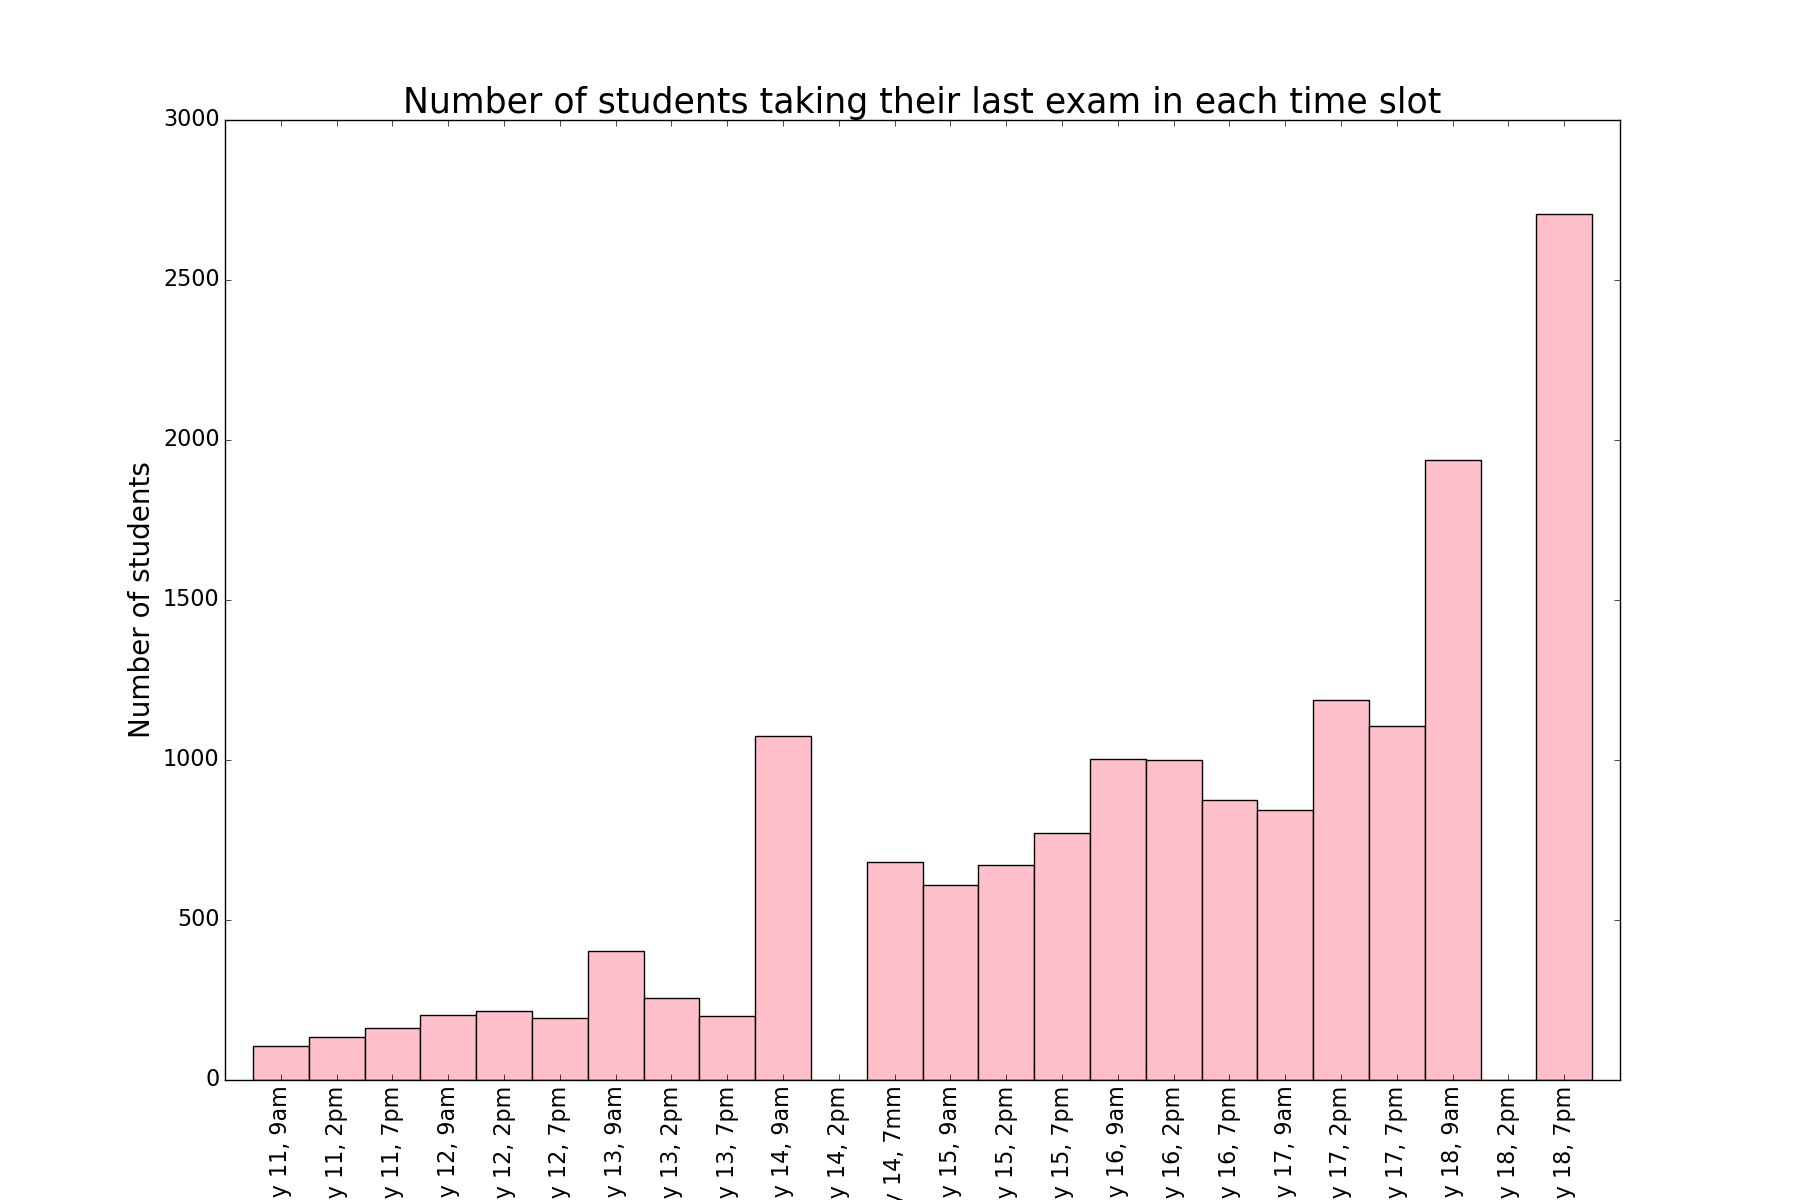 Number of students taking their last exam in each time slot
Number of students
3000
2500
2000
1500
1000
500
0
y 11, 9am
y 11, 2pm
y 11, 7pm
y 12, 9am
y 12, 2pm
y 12, 7pm
y 13, 9am
y 13, 2pm
y 13, 7pm
y 14, 9am
y 14, 2pm
y 14, 7mm
y 15, 9am
y 15, 2pm
y 15, 7pm
y 16, 9am
y 16, 2pm
y 16, 7pm
y 17, 9am
y 17, 2pm
y 17, 7pm
y 18, 9am
y 18, 2pm
y 18, 7pm